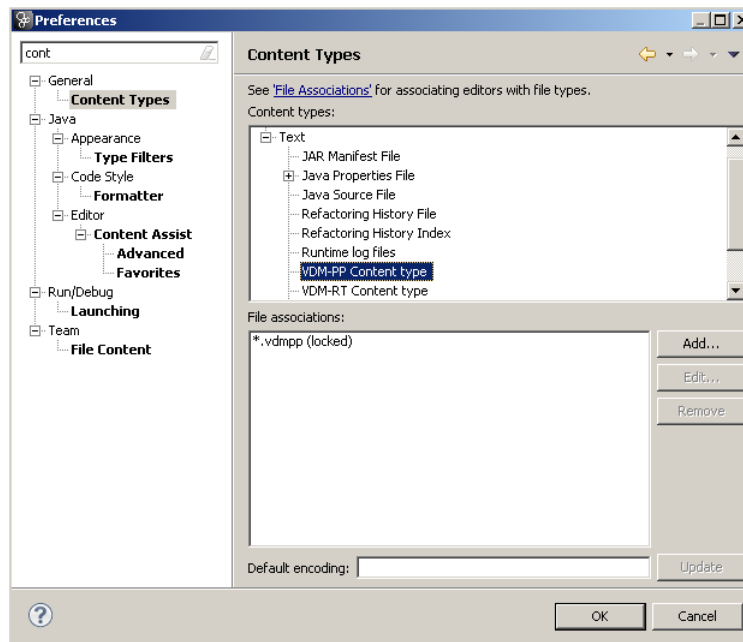 Preferences
cont
General
Content Types
Java
Appearance
Type Filters
Code Style
Formatter
Editor
Content Assist
Advanced
Favorites
Run/Debug
Launching
Team
File Content
Content Types
See 'File Associations' for associating editors with file types.
Content types:
Text
JAR Manifest File
Java Properties File
Java Source File
Refactoring History File
Refactoring History Index
Runtime log files
VDM-PP Content type
VDM-RT Content type
File associations:
*.vdmpp (locked)
Add...
Edit...
Remove
Default encoding:
Update
?
OK
Cancel